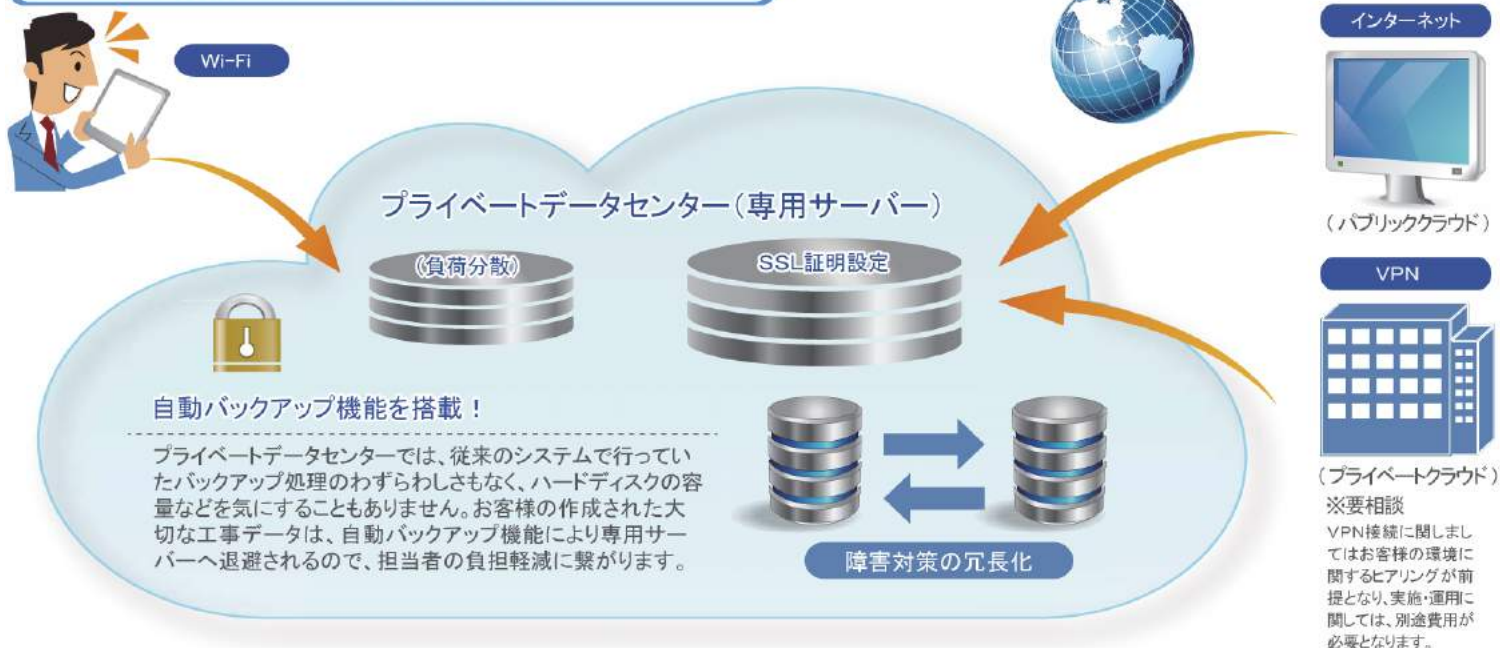 Wi-Fi
インターネット
(パブリッククラウド)
プライベートデータセンター(専用サーバー)
(負荷分散)
SSL証明設定
VPN
(プライベートクラウド)
※要相談
VPN接続に関しまし
てはお客様の環境に
関するヒアリングが前
提となり、実施・運用に
関しては、別途費用が
必要となります。
自動バックアップ機能を搭載!
プライベートデータセンターでは、従来のシステムで行ってい
たバックアップ処理のわずらわしさもなく、ハードディスクの容
量などを気にすることもありません。お客様の作成された大
切な工事データは、自動バックアップ機能により専用サー
バーへ退避されるので、担当者の負担軽減に繋がります。
障害対策の冗長化